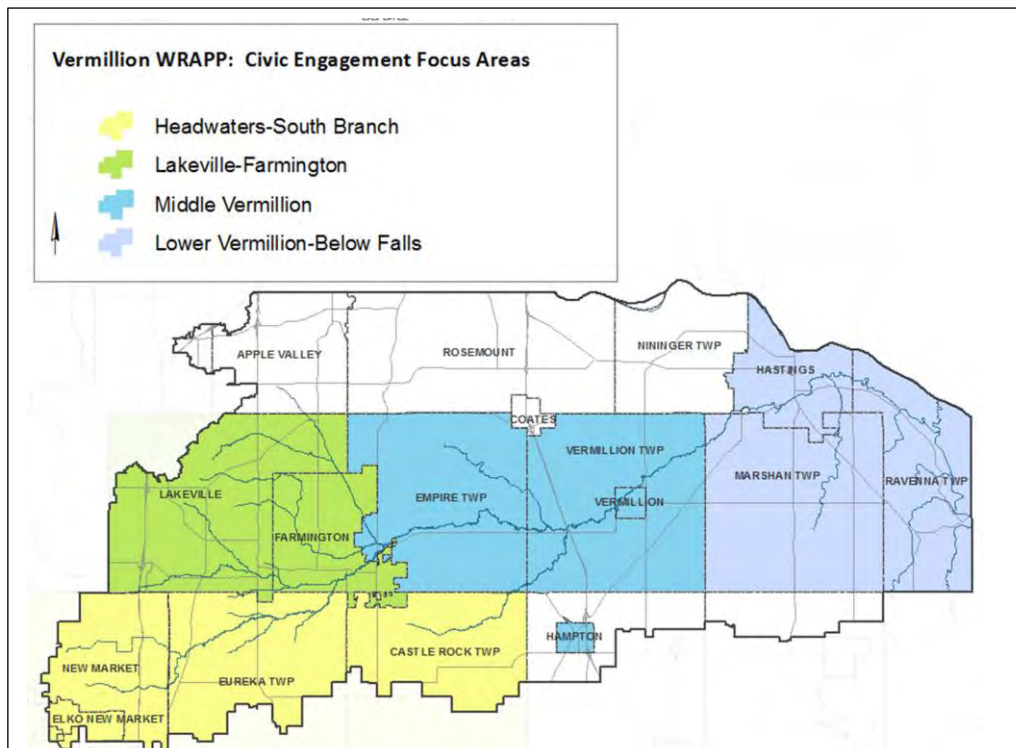 Vermillion WRAPP: Civic Engagement Focus Areas
Headwaters-South Branch
Lakeville-Farmington
Middle Vermillion
Lower Vermillion-Below Falls
NININGER TWP
APPLE VALLEY
ROSEMOUNT
HASTINGS
COATES
VERMILLION TWP
MARSHAN TWP
RAVENNA TWP
LAKEVILLE
EMPIRE TWP
VERMILLION
FARMINGTON
HAMPTON
CASTLE ROCK TWP
NEW MARKET
EUREKA TWP
ELKO NEW MARKET